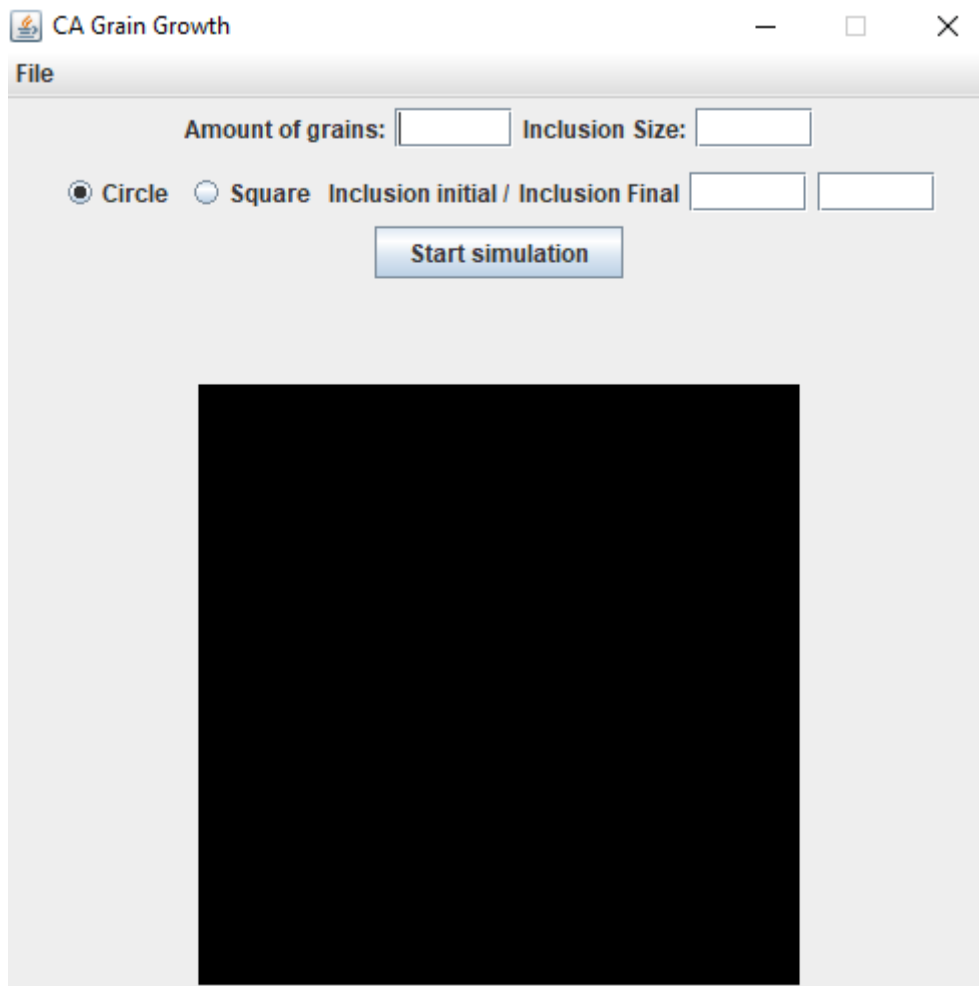 CA Grain Growth
File
Amount of grains: Inclusion Size:
Circle Square Inclusion initial / Inclusion Final
Start simulation